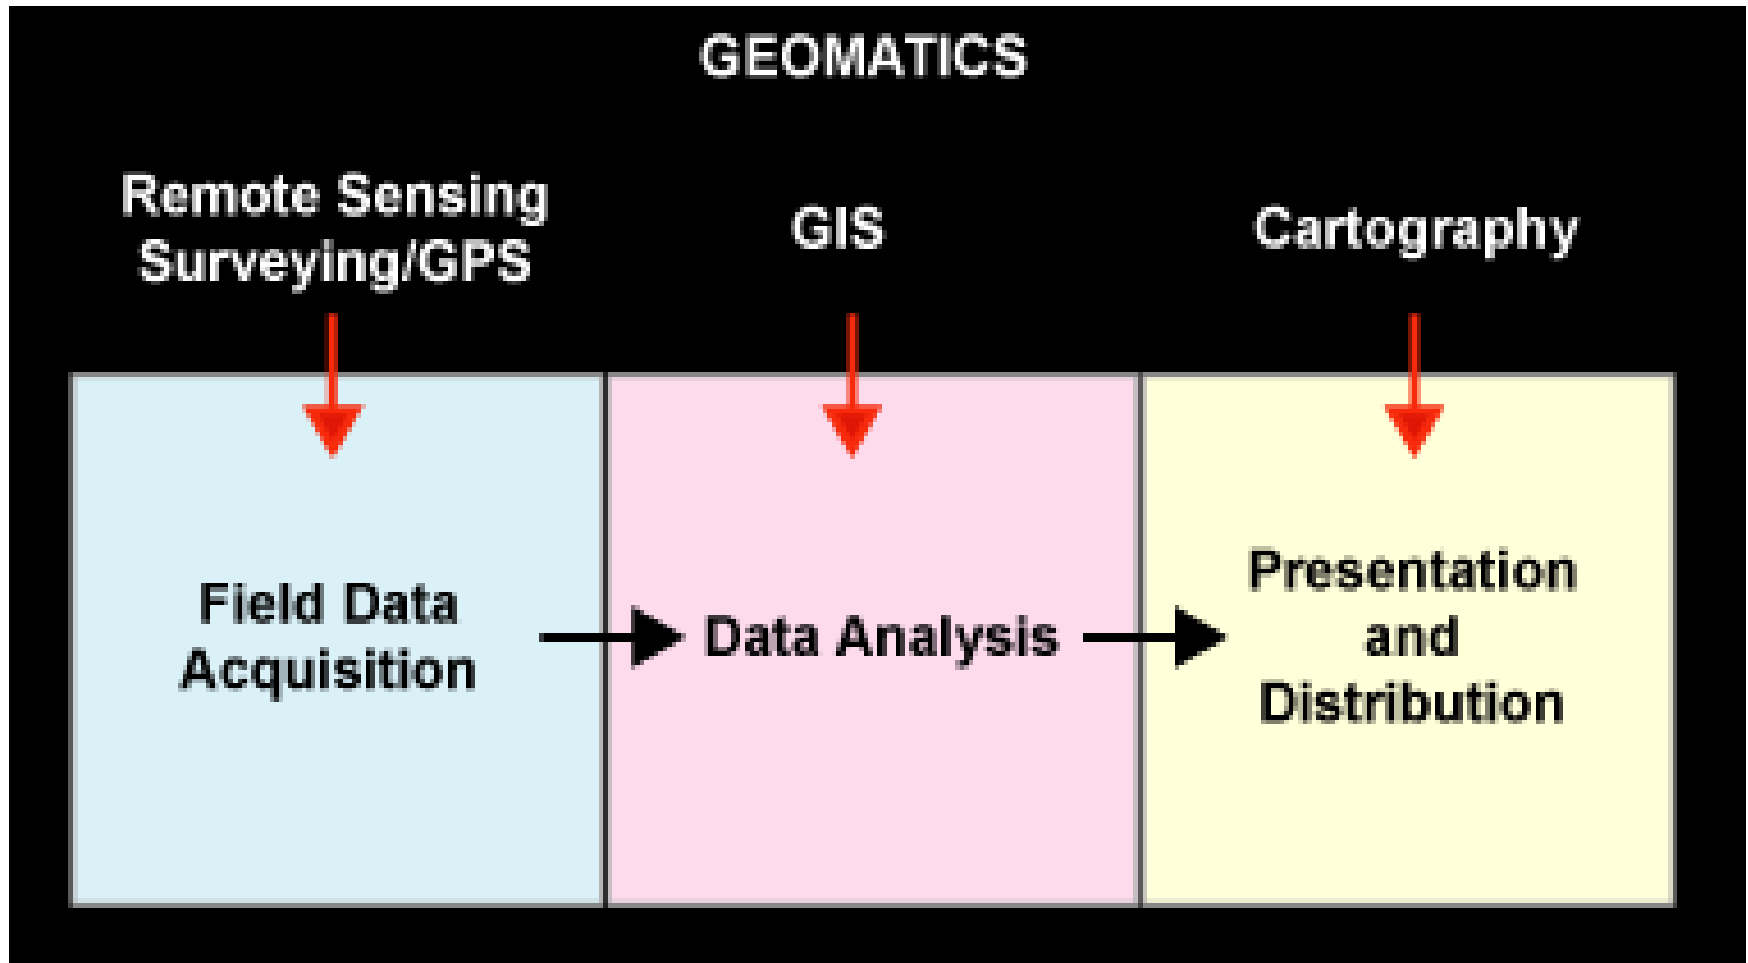 GEOMATICS
Remote Sensing
Surveying/GPS
GIS
Cartography
Field Data
Acquisition
Data Analysis
Presentation
and
Distribution